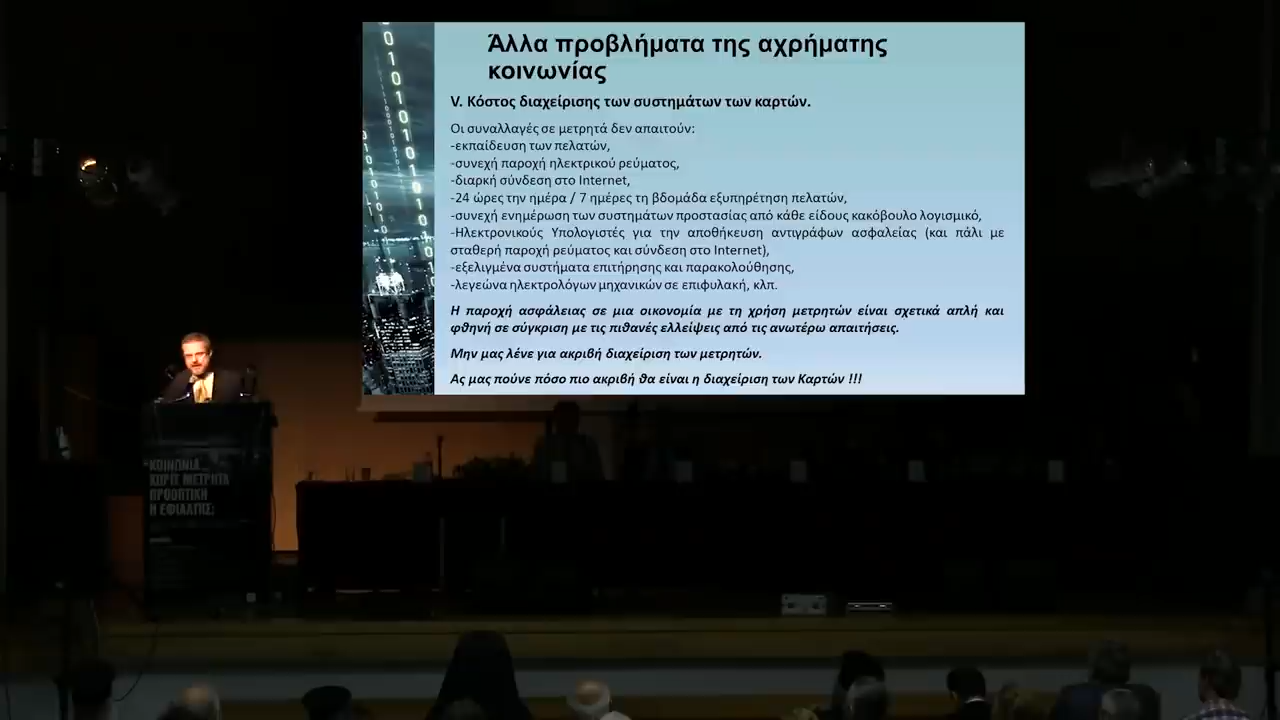 Άλλα προβλήματα της αχρήματης
κοινωνίας
V. Κόστος διαχείρισης των συστημάτων των καρτών.
Οι συναλλαγές σε μετρητά δεν απαιτούν:
-εκπαίδευση των πελατών,
-συνεχή παροχή ηλεκτρικού ρεύματος,
-διαρκή σύνδεση στο Internet,
-24 ώρες την ημέρα / 7 ημέρες τη βδομάδα εξυπηρέτηση πελατών,
-συνεχή ενημέρωση των συστημάτων προστασίας από κάθε είδους κακόβουλο λογισμικό,
-Ηλεκτρονικούς Υπολογιστές για την αποθήκευση αντιγράφων ασφαλείας (και πάλι με
σταθερή παροχή ρεύματος και σύνδεση στο Internet),
-εξελιγμένα συστήματα επιτήρησης και παρακολούθησης,
-λεγεώνα ηλεκτρολόγων μηχανικών σε επιφυλακή, κλπ.
Η παροχή ασφάλειας σε μια οικονομία με τη χρήση μετρητών είναι σχετικά απλή και
φθηνή σε σύγκριση με τις πιθανές ελλείψεις από τις ανωτέρω απαιτήσεις.
Μην μας λένε για ακριβή διαχείριση των μετρητών.
Ας μας πούνε πόσο πιο ακριβή θα είναι η διαχείριση των Καρτών !!!
ΚΟΙΝΩΝΙΑ
ΧΩΡΙΣ ΜΕΤΡΗΤΑ
ΠΡΟΟΠΤΙΚΗ
Η ΕΦΙΑΛΤΗΣ;